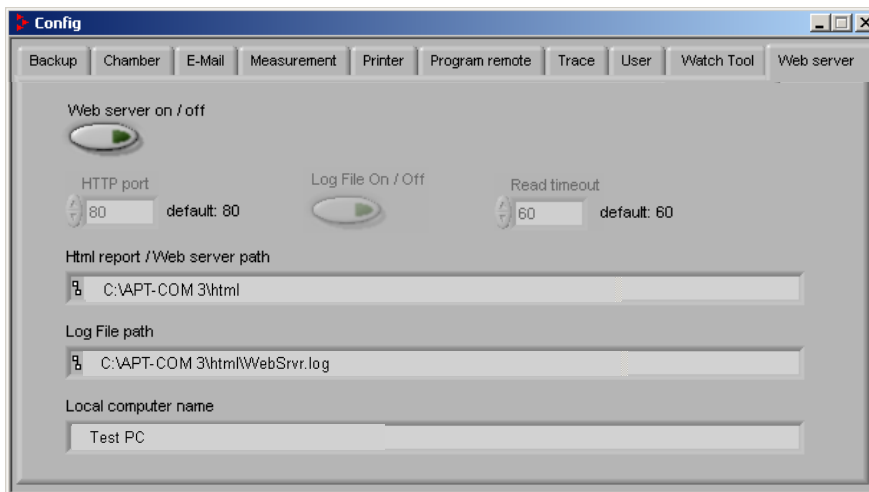 Config
Backup Chamber E-Mail Measurement Printer Program remote Trace User Watch Tool Web server
Web server on / off
HTTP port Log File On / Off Read timeout
80 default: 80 60 default: 60
Html report / Web server path
C:\APT-COM 3\html
Log File path
C:\APT-COM 3\html\WebSrvr.log
Local computer name
Test PC